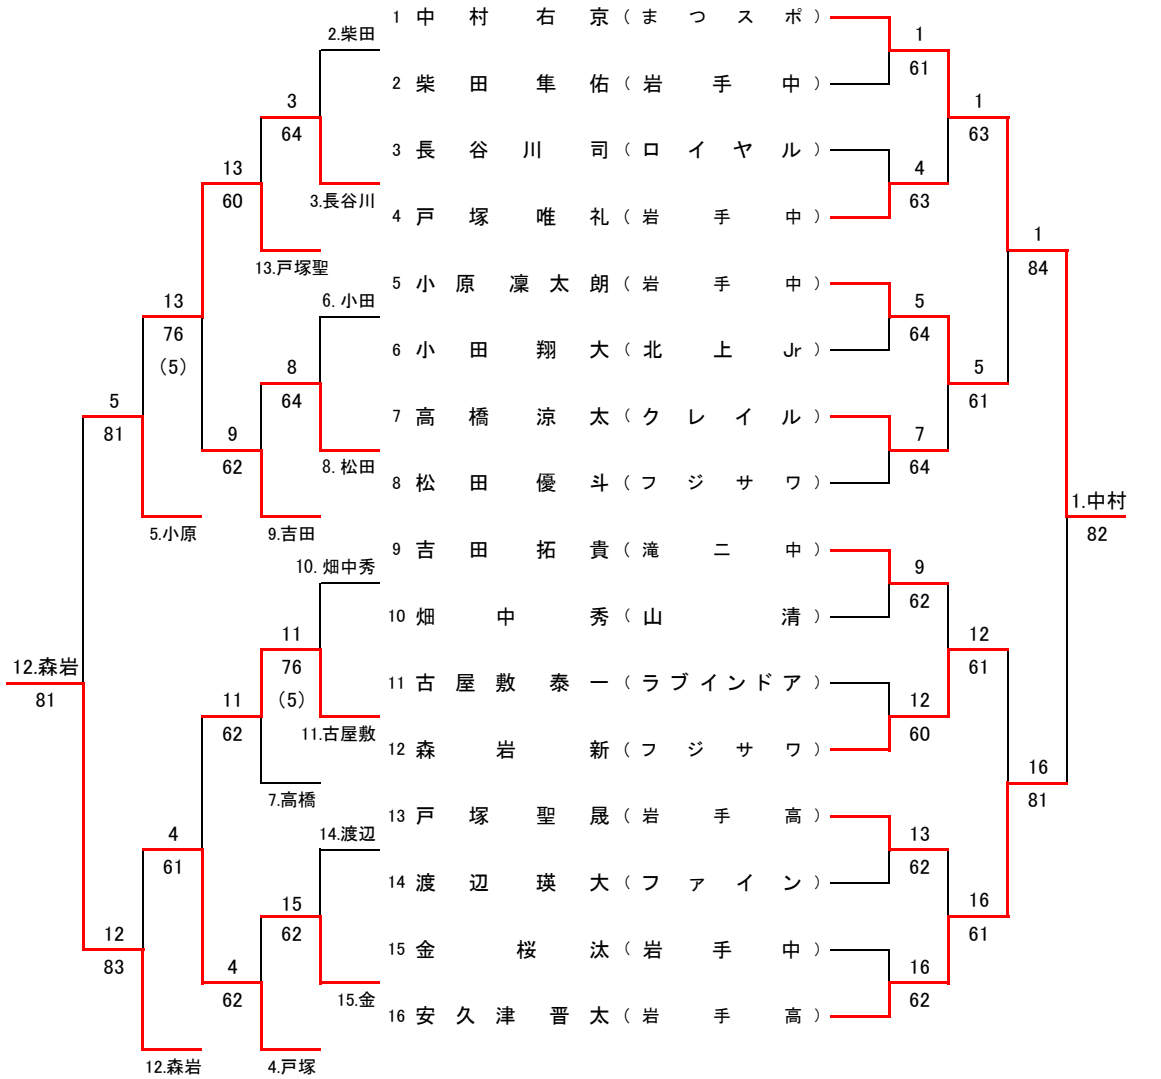 1 中村右京（まつスポ）
2 柴田隼佑（岩手中）
3 長谷川司（ロイヤル）
4 戸塚唯礼（岩手中）
5 小原凜太朗（岩手中）
6 小田翔大（北上Jr）
7 高橋涼太（クレイル）
8 松田優斗（フジサワ）
9 吉田拓貴（滝二中）
10 畑中秀（山清）
11 古屋敷泰一（ラブインドア）
12 森岩新（フジサワ）
13 戸塚聖晟（岩手高）
14 渡辺瑛大（ファイン）
15 金桜汰（岩手中）
16 安久津晋太（岩手高）
2.柴田
3
64
3.長谷川
13
60
13.戸塚聖
6. 小田
13
76
(5)
8
64
8. 松田
9
62
9.吉田
5
81
5.小原
10. 畑中秀
11
76
(5)
11.古屋敷
11
62
7.高橋
12.森岩
81
14.渡辺
4
61
15
62
15.金
4
62
4.戸塚
12
83
12.森岩
1
61
4
63
1
63
5
64
7
64
5
61
1
84
9
62
12
60
12
61
13
62
16
62
16
61
16
81
1.中村
82